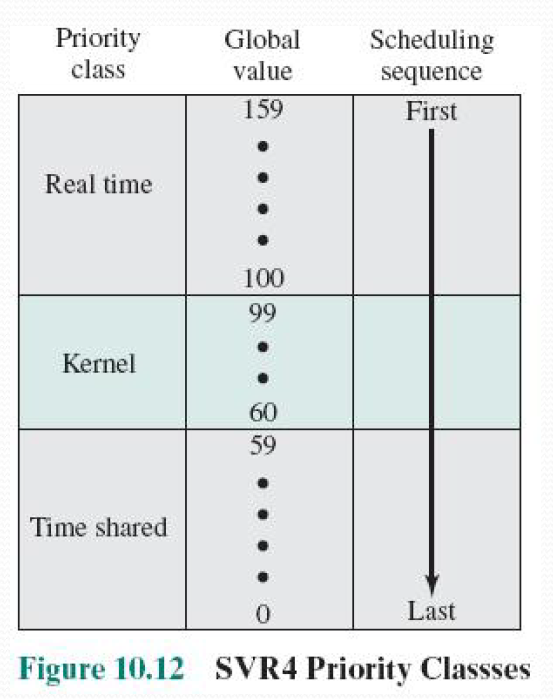 Priority class
Global value
Scheduling sequence
159
First
Real time
100
99
Kernel
60
59
Time shared
0
Last
Figure 10.12 SVR4 Priority Classses